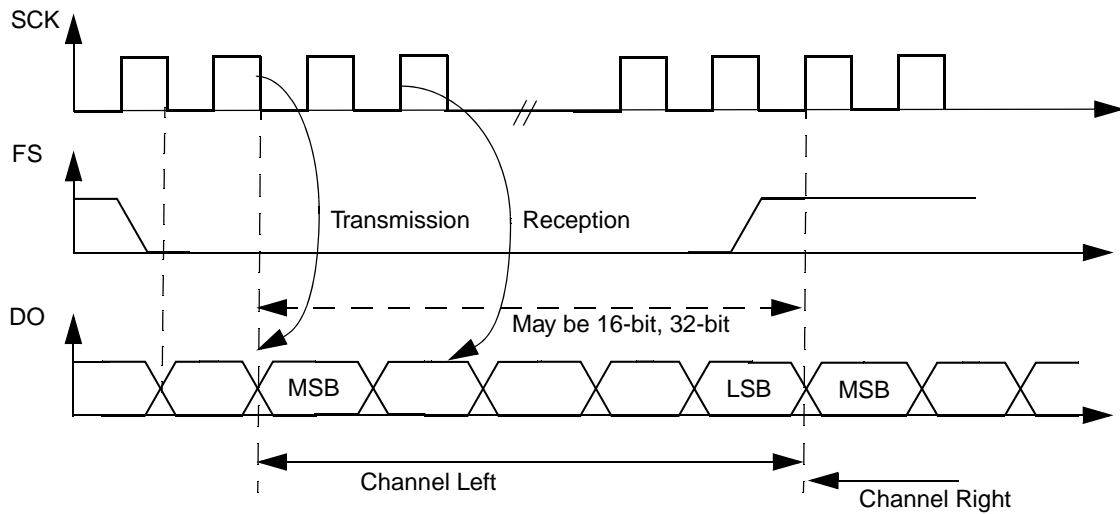 SCK
FS
Transmission
Reception
DO
May be 16-bit, 32-bit
MSB
LSB
MSB
Channel Left
Channel Right